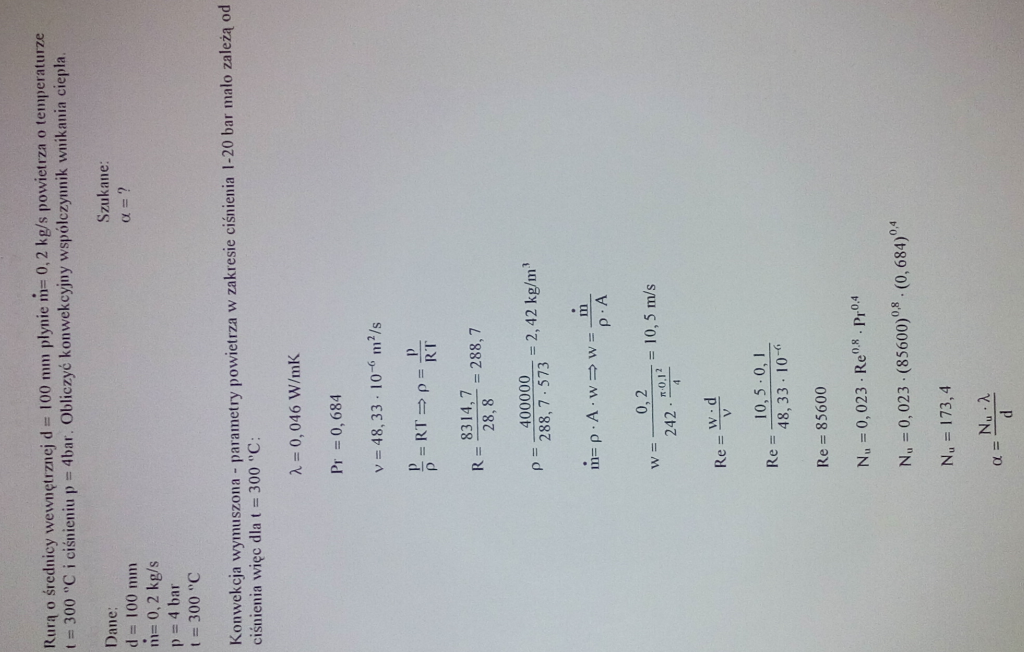 Rurą o średnicy wewnętrznej d = 100 mm płynie ṁ= 0, 2 kg/s powietrza o temperaturze
t = 300 °C i ciśnieniu p = 4bar. Obliczyć konwekcyjny współczynnik wnikania ciepła.
Dane:
Szukane:
d = 100 mm
α = ?
ṁ= 0, 2 kg/s
p = 4 bar
t = 300 °C
Konwekcja wymuszona - parametry powietrza w zakresie ciśnienia 1-20 bar mało zależą od
ciśnienia więc dla t = 300 °C:
λ = 0, 046 W/mK
Pr = 0, 684
ν = 48, 33 · 10⁻⁶ m²/s
p/ρ = RT ⇒ ρ = p/RT
R = 8314, 7/28, 8 = 288, 7
ρ = 400000/288, 7 · 573 = 2, 42 kg/m³
ṁ= ρ · A · w ⇒ w = ṁ/ρ · A
w = 0, 2/242 · π·0,1²/4 = 10, 5 m/s
Re = w · d/ν
Re = 10, 5 · 0, 1/48, 33 · 10⁻⁶
Re = 85600
Nu = 0, 023 · Re^0,8 · Pr^0,4
Nu = 0, 023 · (85600)^0,8 · (0, 684)^0,4
Nu = 173, 4
α = Nu · λ/d